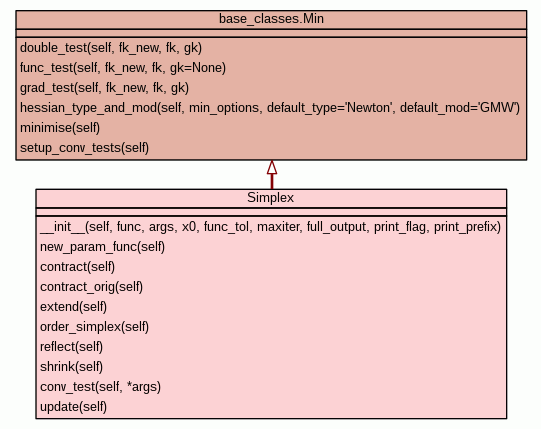 base_classes.Min
double_test(self, fk_new, fk, gk)
func_test(self, fk_new, fk, gk=None)
grad_test(self, fk_new, fk, gk)
hessian_type_and_mod(self, min_options, default_type='Newton', default_mod='GMW')
minimise(self)
setup_conv_tests(self)
Simplex
__init__(self, func, args, x0, func_tol, maxiter, full_output, print_flag, print_prefix)
new_param_func(self)
contract(self)
contract_orig(self)
extend(self)
order_simplex(self)
reflect(self)
shrink(self)
conv_test(self, *args)
update(self)